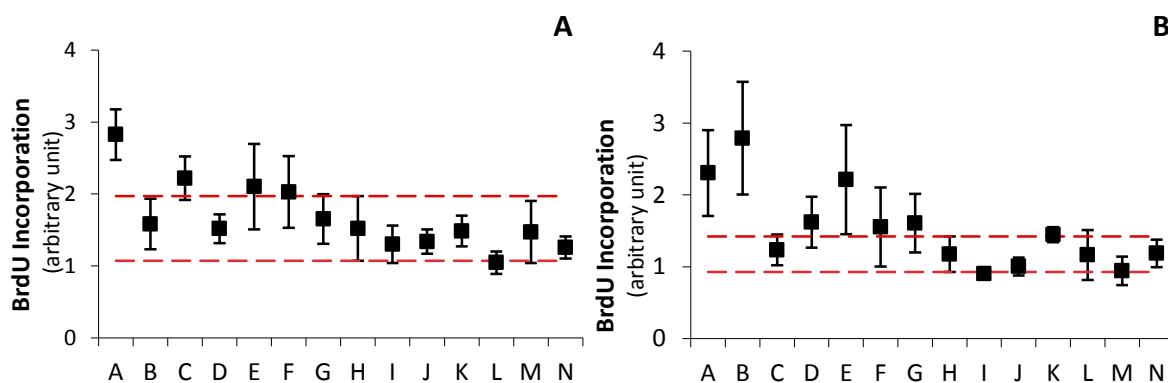 A
BrdU Incorporation
(arbitrary unit)
4
3
2
1
0
A B C D E F G H I J K L M N
B
BrdU Incorporation
(arbitrary unit)
4
3
2
1
0
A B C D E F G H I J K L M N